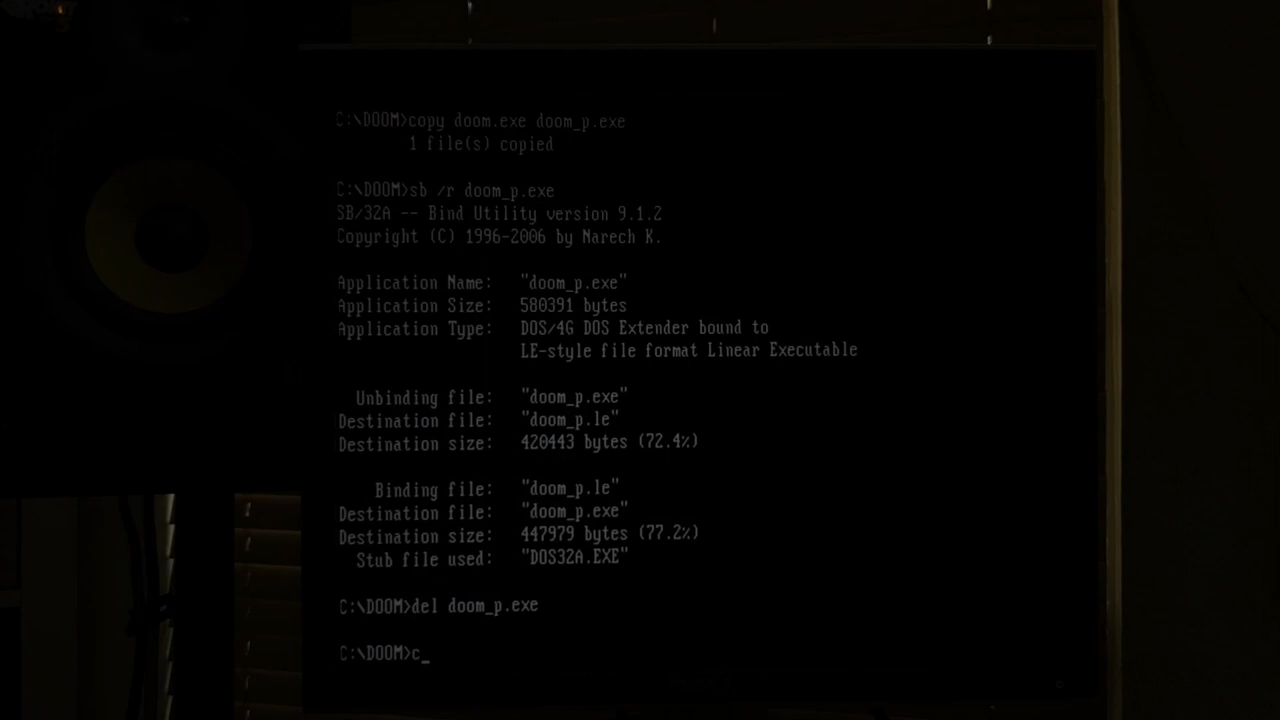 C:\DOOM>copy doom.exe doom_p.exe
1 file(s) copied
C:\DOOM>sb /r doom_p.exe
SB/32A -- Bind Utility version 9.1.2
Copyright (C) 1996-2006 by Narech K.
Application Name: "doom_p.exe"
Application Size: 580391 bytes
Application Type: DOS/4G DOS Extender bound to
LE-style file format Linear Executable
Unbinding file: "doom_p.exe"
Destination file: "doom_p.le"
Destination size: 420443 bytes (72.4%)
Binding file: "doom_p.le"
Destination file: "doom_p.exe"
Destination size: 447979 bytes (77.2%)
Stub file used: "DOS32A.EXE"
C:\DOOM>del doom_p.exe
C:\DOOM>c_